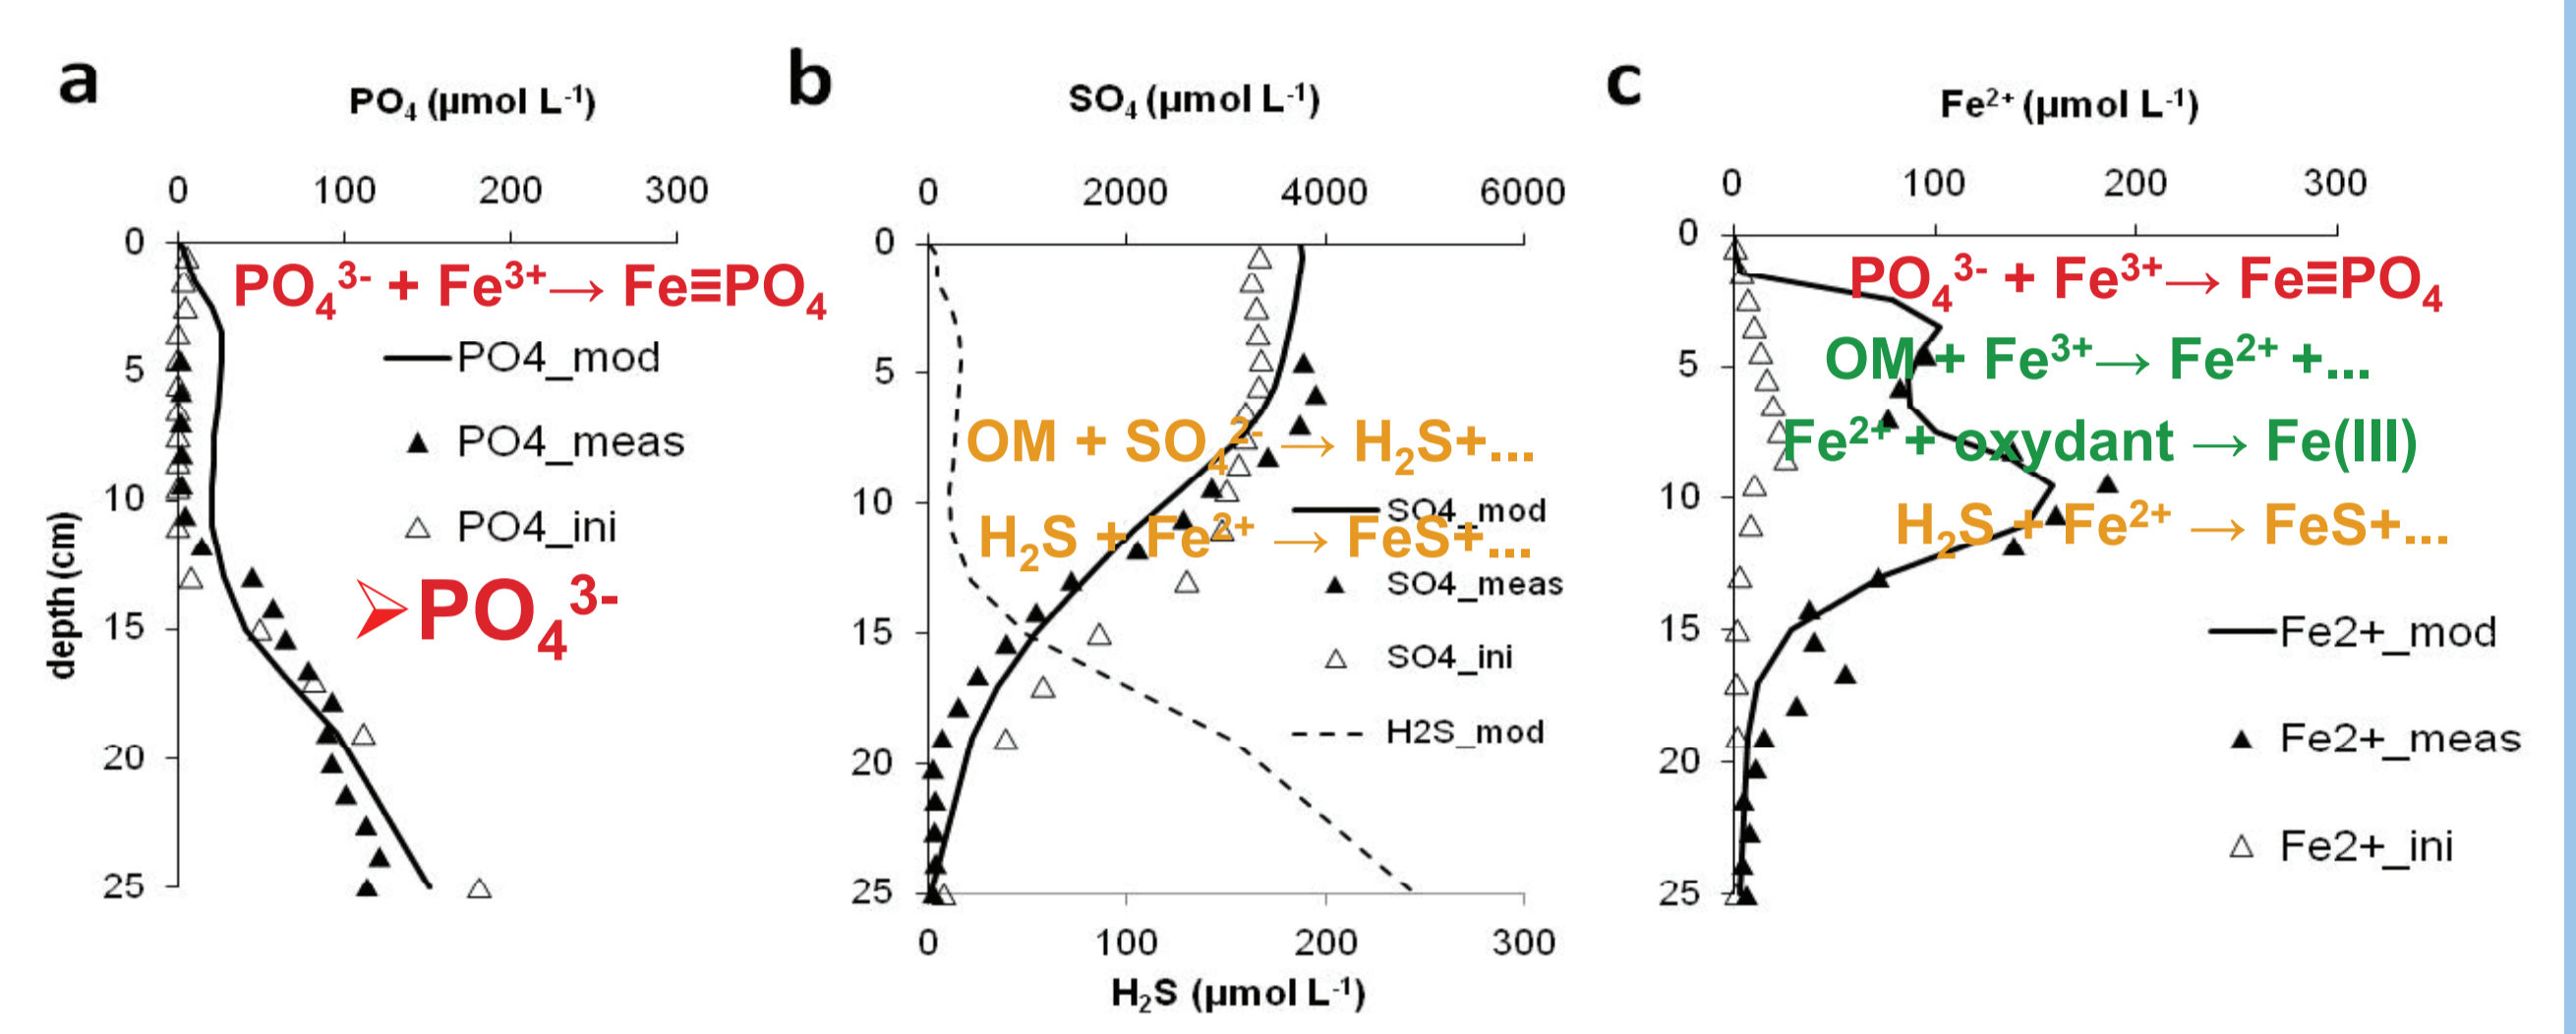 a
PO₄ (µmol L⁻¹)
0 100 200 300
0
5
10
15
20
25
depth (cm)
PO₄³⁻ + Fe³⁺→ Fe≡PO₄
PO4_mod
PO4_meas
PO4_ini
➢PO₄³⁻
b
SO₄ (µmol L⁻¹)
0 2000 4000 6000
0
5
10
15
20
25
OM + SO₄²⁻ → H₂S+...
SO4_mod
H₂S + Fe²⁺ → FeS+...
SO4_meas
SO4_ini
H2S_mod
0 100 200 300
H₂S (µmol L⁻¹)
c
Fe²⁺ (µmol L⁻¹)
0 100 200 300
0
5
10
15
20
25
PO₄³⁻ + Fe³⁺→ Fe≡PO₄
OM + Fe³⁺→ Fe²⁺ +...
Fe²⁺ + oxydant → Fe(III)
H₂S + Fe²⁺ → FeS+...
Fe2+_mod
Fe2+_meas
Fe2+_ini